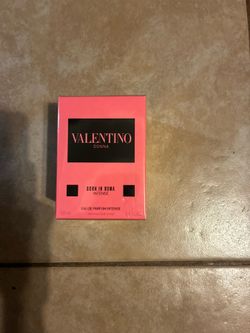 VALENTINO
DONNA
BORN IN ROMA
INTENSE
EAU DE PARFUM INTENSE